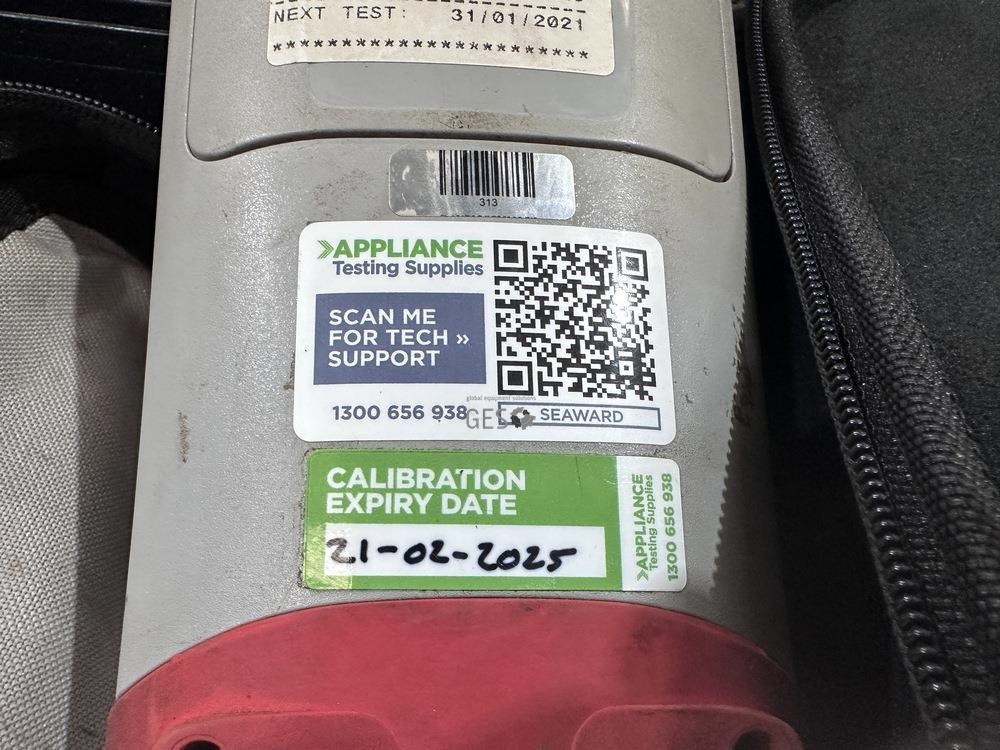 NEXT TEST: 31/01/2021
**********************
313
»APPLIANCE
Testing Supplies
SCAN ME
FOR TECH »
SUPPORT
1300 656 938
global equipment solutions
GES
SEAWARD
CALIBRATION
EXPIRY DATE
21-02-2025
»APPLIANCE
Testing Supplies
1300 656 938